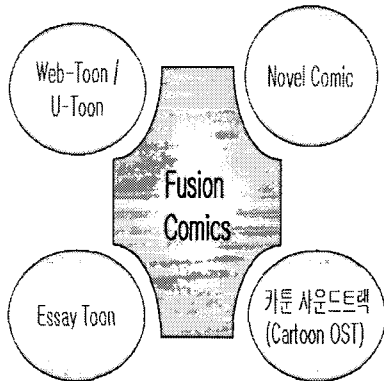 Web-Toon /
U-Toon
Novel Comic
Fusion
Comics
Essay Toon
카툰 사운드트랙
(Cartoon OST)